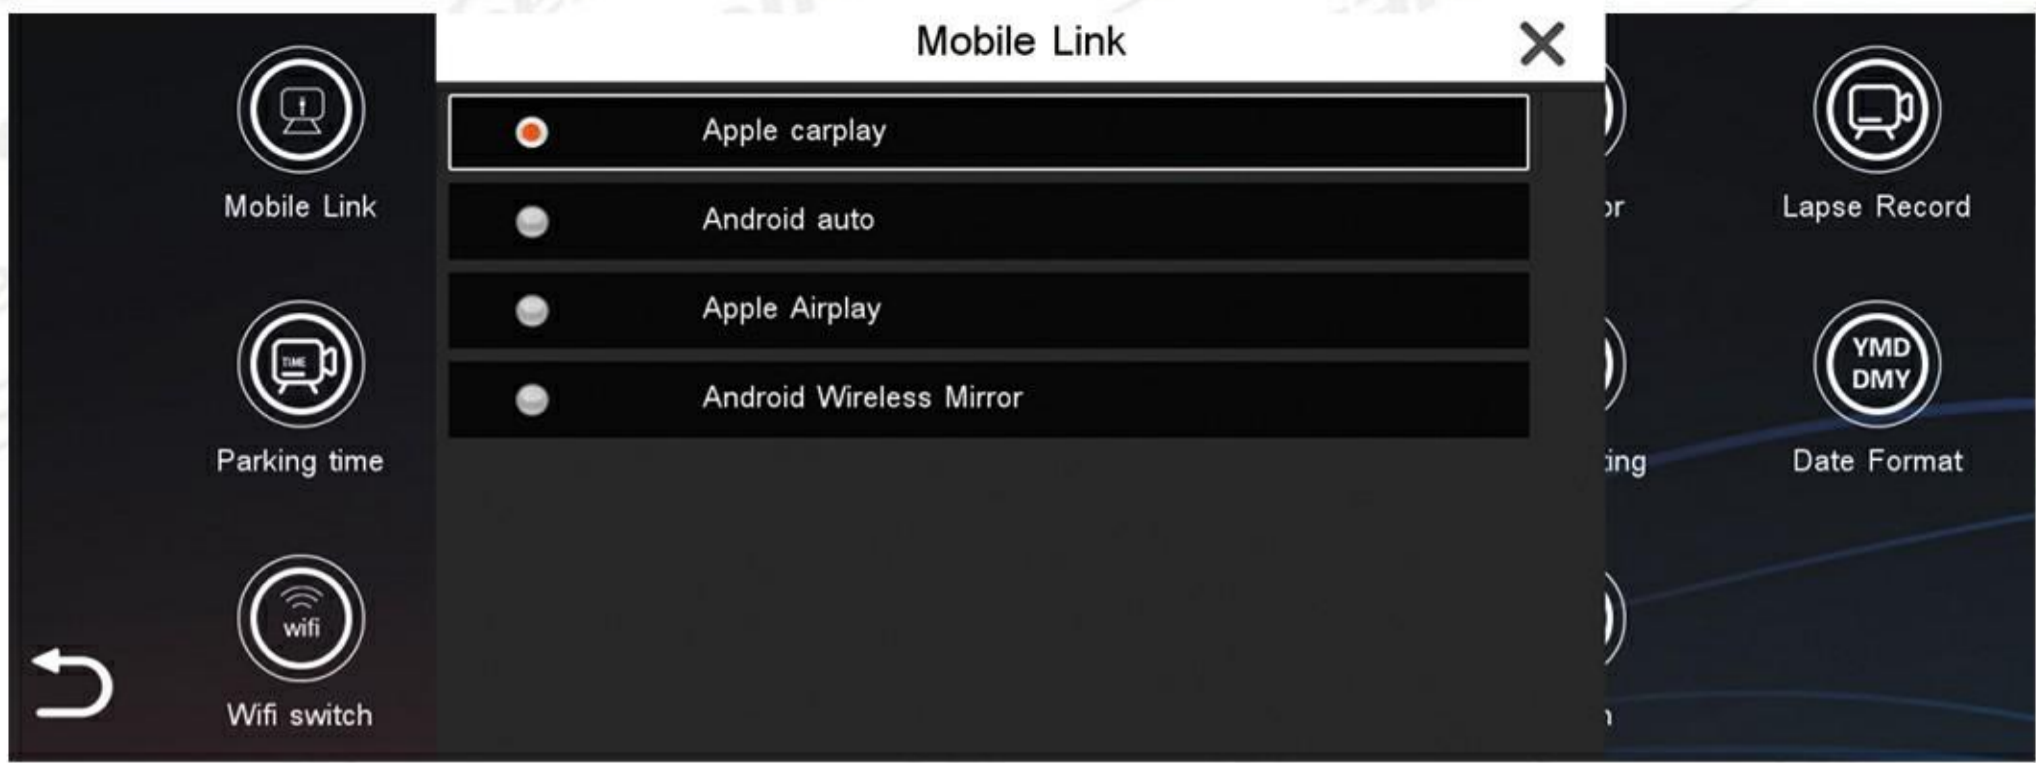 Mobile Link
Apple carplay
Android auto
Apple Airplay
Android Wireless Mirror
Mobile Link
Lapse Record
TIME
Parking time
YMD
DMY
Date Format
wifi
Wifi switch